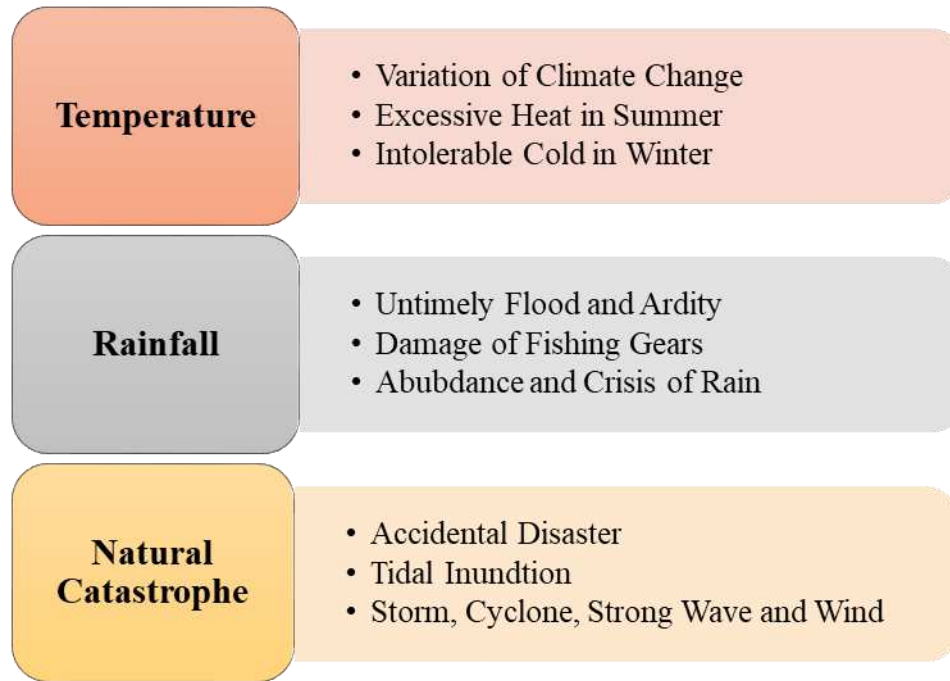 Temperature
• Variation of Climate Change
• Excessive Heat in Summer
• Intolerable Cold in Winter
Rainfall
• Untimely Flood and Ardity
• Damage of Fishing Gears
• Abubdance and Crisis of Rain
Natural
Catastrophe
• Accidental Disaster
• Tidal Inundtion
• Storm, Cyclone, Strong Wave and Wind